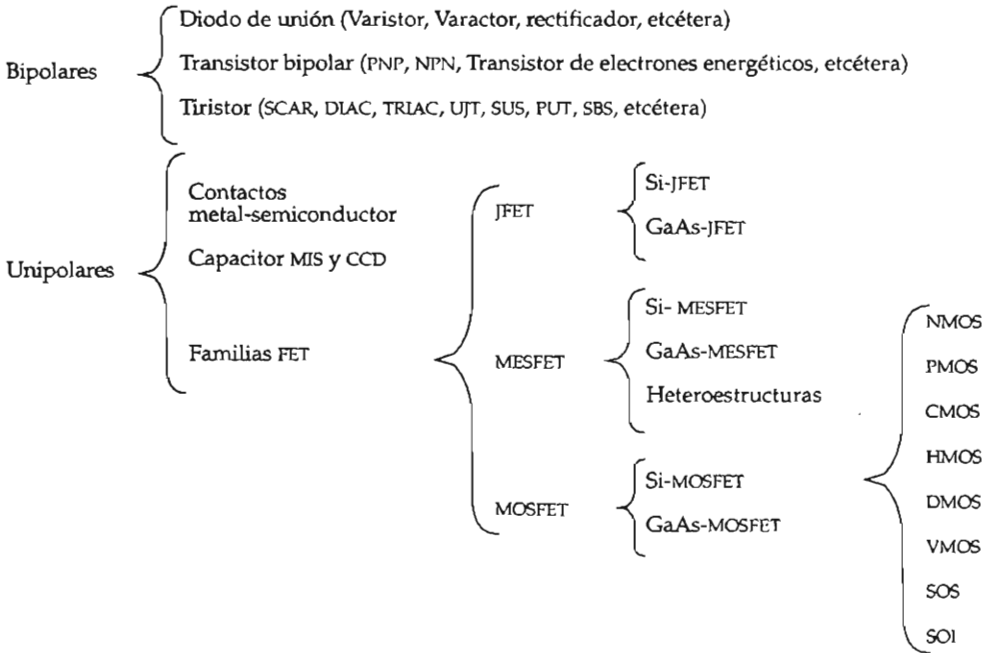 Diodo de unión (Varistor, Varactor, rectificador, etcétera)
Bipolares
Transistor bipolar (PNP, NPN, Transistor de electrones energéticos, etcétera)
Tiristor (SCAR, DIAC, TRIAC, UJT, SUS, PUT, SBS, etcétera)
Unipolares
Contactos
metal-semiconductor
Capacitor MIS y CCD
Familias FET
JFET
Si-JFET
GaAs-JFET
MESFET
Si- MESFET
GaAs-MESFET
Heteroestructuras
MOSFET
Si-MOSFET
GaAs-MOSFET
NMOS
PMOS
CMOS
HMOS
DMOS
VMOS
SOS
SOI